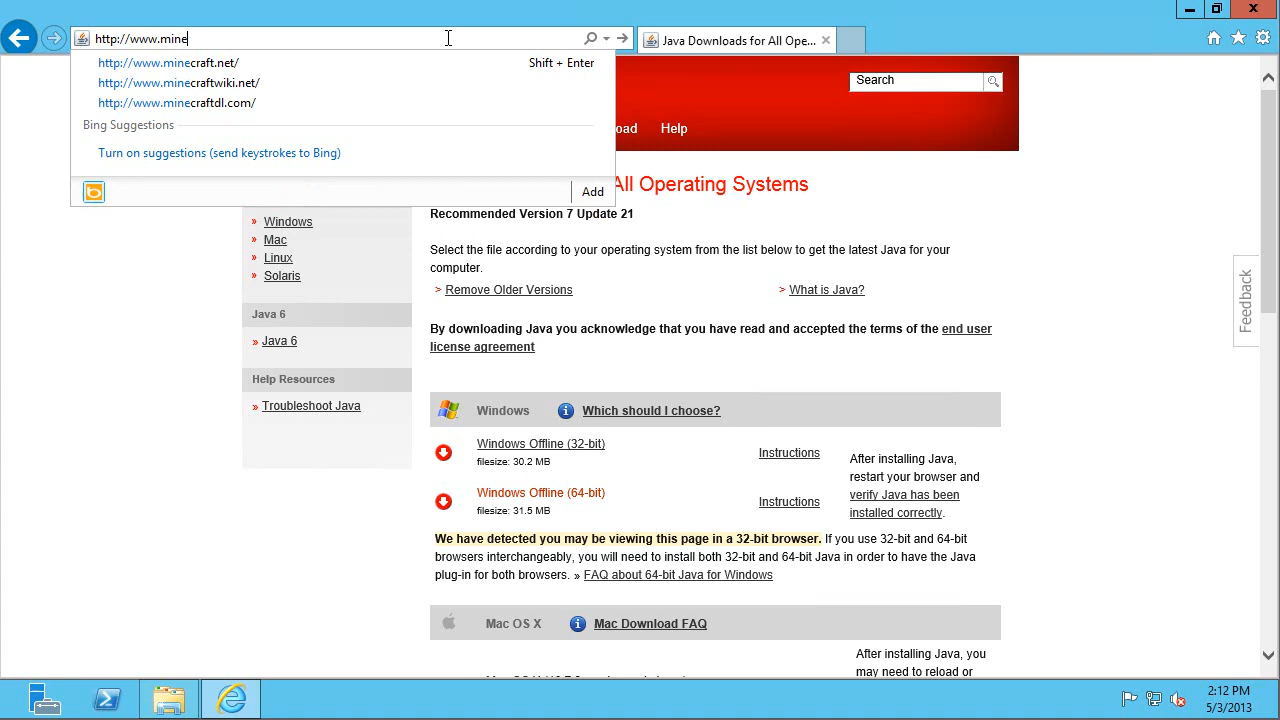 http://www.mine
Java Downloads for All Ope...
http://www.minecraft.net/ Shift + Enter
http://www.minecraftwiki.net/
http://www.minecraftdl.com/
Bing Suggestions
Turn on suggestions (send keystrokes to Bing)
Add
Search
oad Help
All Operating Systems
Recommended Version 7 Update 21
Select the file according to your operating system from the list below to get the latest Java for your
computer.
> Remove Older Versions > What is Java?
By downloading Java you acknowledge that you have read and accepted the terms of the end user
license agreement
» Windows
» Mac
» Linux
» Solaris
Java 6
» Java 6
Help Resources
» Troubleshoot Java
Windows i Which should I choose?
Windows Offline (32-bit) Instructions
filesize: 30.2 MB
Windows Offline (64-bit) Instructions
filesize: 31.5 MB
After installing Java,
restart your browser and
verify Java has been
installed correctly.
We have detected you may be viewing this page in a 32-bit browser. If you use 32-bit and 64-bit
browsers interchangeably, you will need to install both 32-bit and 64-bit Java in order to have the Java
plug-in for both browsers. » FAQ about 64-bit Java for Windows
Mac OS X i Mac Download FAQ
After installing Java, you
may need to reload or
Feedback
2:12 PM
5/3/2013